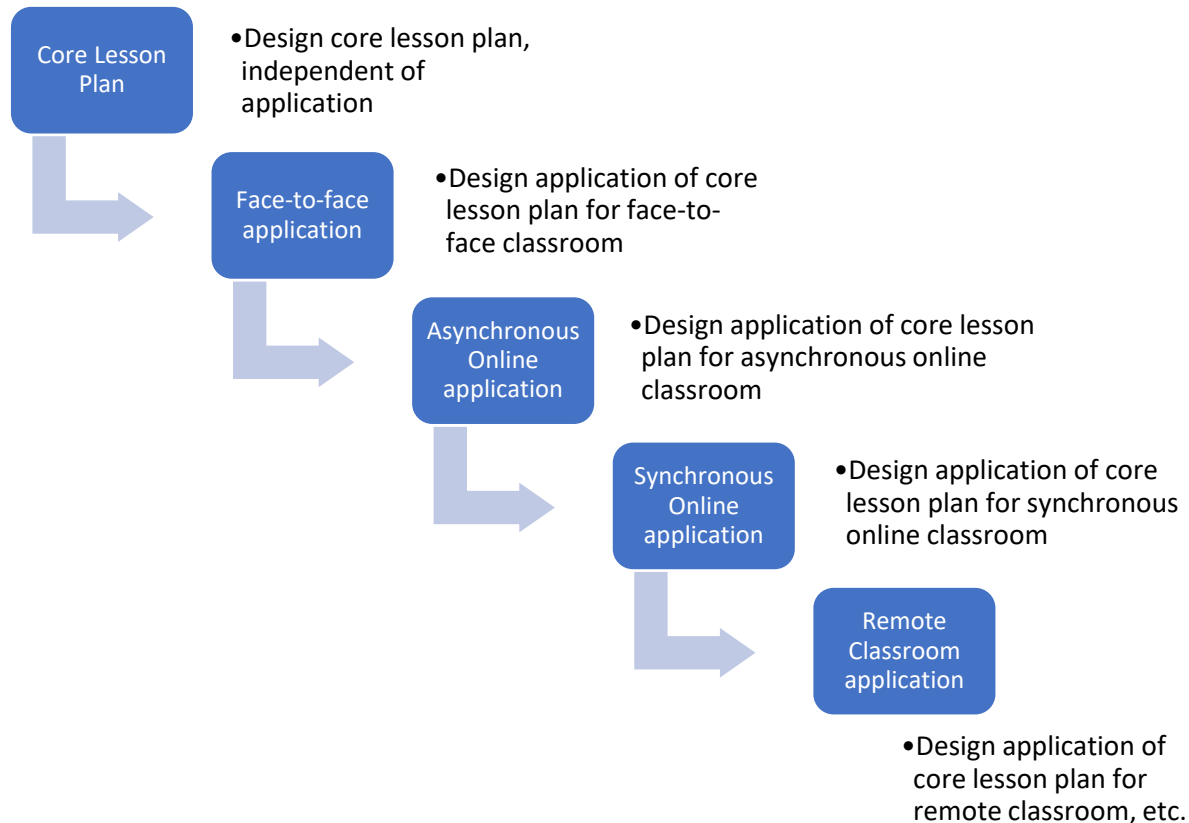 Core Lesson
Plan
•Design core lesson plan,
independent of
application
Face-to-face
application
•Design application of core
lesson plan for face-to-
face classroom
Asynchronous
Online
application
•Design application of core lesson
plan for asynchronous online
classroom
Synchronous
Online
application
•Design application of core
lesson plan for synchronous
online classroom
Remote
Classroom
application
•Design application of
core lesson plan for
remote classroom, etc.